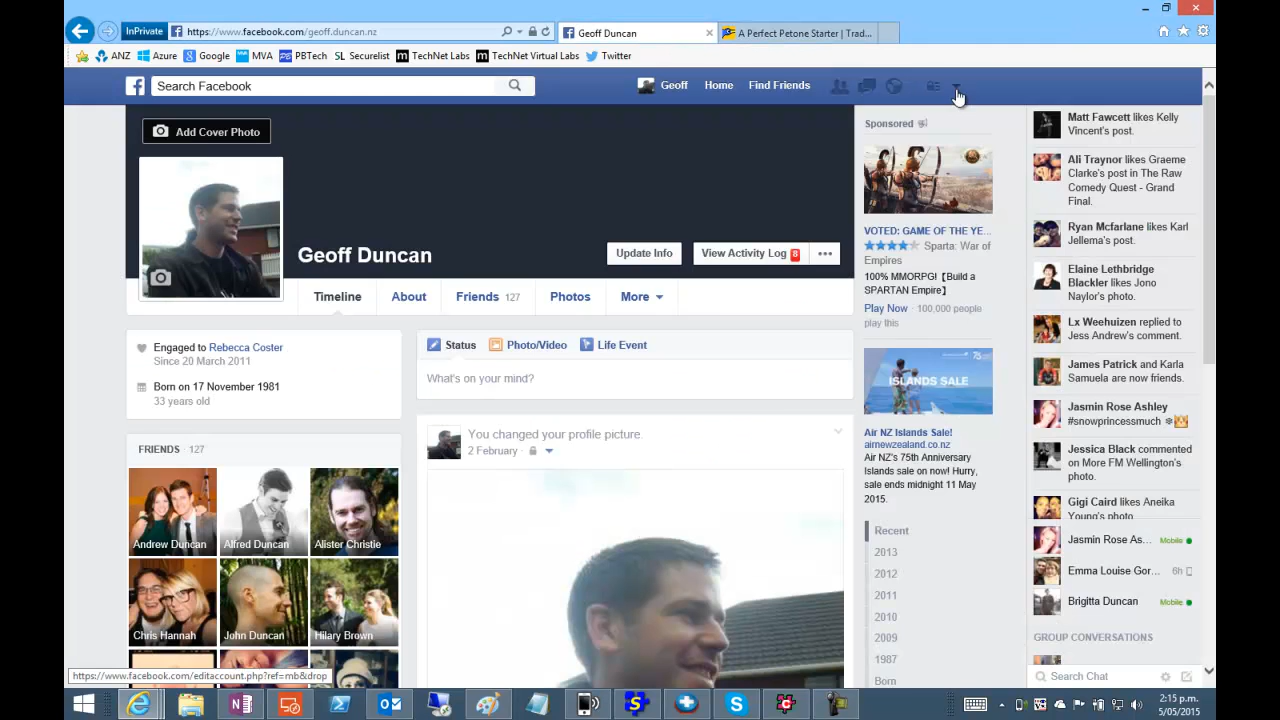 InPrivate
https://www.facebook.com/geoff.duncan.nz
Geoff Duncan
A Perfect Petone Starter | Trad...
ANZ
Azure
Google
MVA
PBTech
SL Securelist
TechNet Labs
TechNet Virtual Labs
Twitter
Search Facebook
Geoff
Home
Find Friends
Add Cover Photo
Geoff Duncan
Update Info
View Activity Log 8
Timeline
About
Friends 127
Photos
More
Engaged to Rebecca Coster
Since 20 March 2011
Born on 17 November 1981
33 years old
FRIENDS · 127
Andrew Duncan
Alfred Duncan
Alister Christie
Chris Hannah
John Duncan
Hilary Brown
Status
Photo/Video
Life Event
What's on your mind?
You changed your profile picture.
2 February ·
Sponsored
VOTED: GAME OF THE YE...
Sparta: War of
Empires
100% MMORPG!【Build a
SPARTAN Empire】
Play Now · 100,000 people
play this
ISLANDS SALE
Air NZ Islands Sale!
airnewzealand.co.nz
Air NZ's 75th Anniversary
Islands sale on now! Hurry,
sale ends midnight 11 May
2015.
Recent
2013
2012
2011
2010
2009
1987
Born
Matt Fawcett likes Kelly
Vincent's post.
Ali Traynor likes Graeme
Clarke's post in The Raw
Comedy Quest - Grand
Final.
Ryan Mcfarlane likes Karl
Jellema's post.
Elaine Lethbridge
Blackler likes Jono
Naylor's photo.
Lx Weehuizen replied to
Jess Andrew's comment.
James Patrick and Karla
Samuela are now friends.
Jasmin Rose Ashley
#snowprincessmuch
Jessica Black commented
on More FM Wellington's
photo.
Gigi Caird likes Aneika
Young's photo
Jasmin Rose As... Mobile
Emma Louise Gor... 6h
Brigitta Duncan Mobile
GROUP CONVERSATIONS
Search Chat
https://www.facebook.com/editaccount.php?ref=mb&drop
2:15 p.m.
5/05/2015